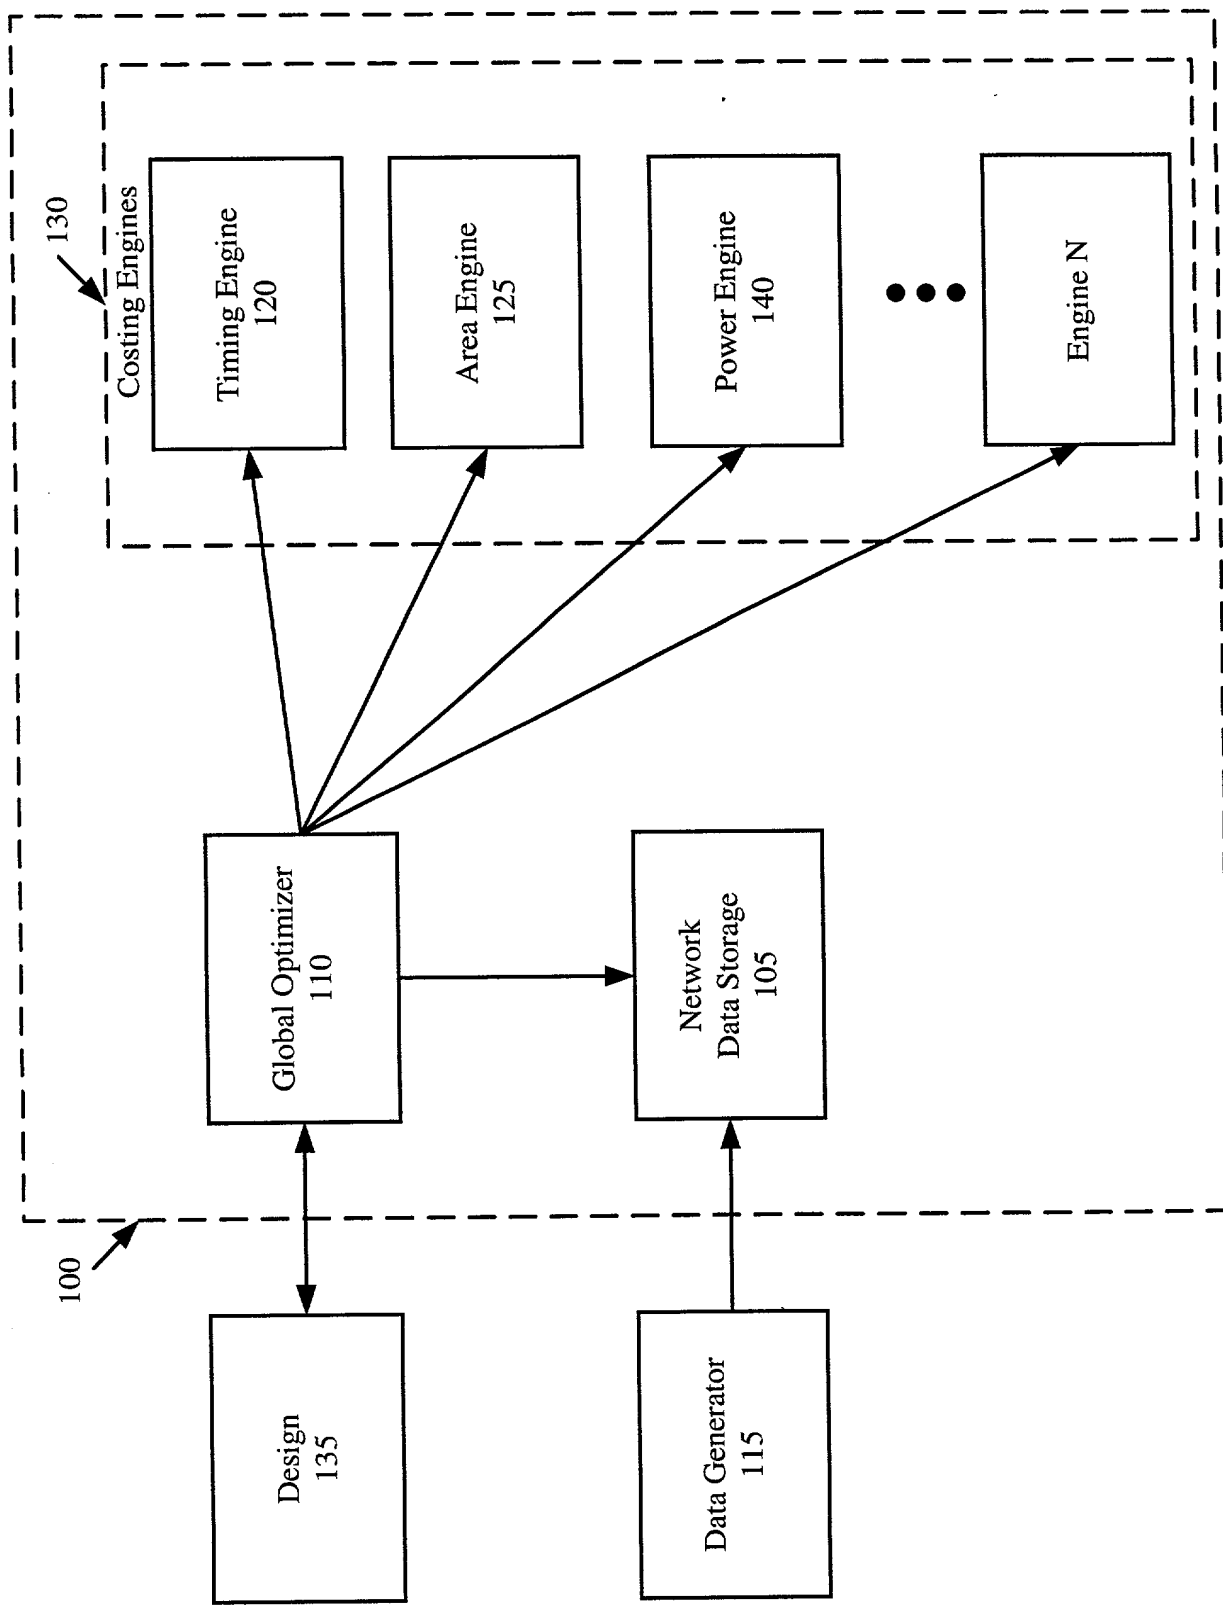 100
130
Costing Engines
Design
135
Global Optimizer
110
Timing Engine
120
Area Engine
125
Data Generator
115
Network
Data Storage
105
Power Engine
140
Engine N